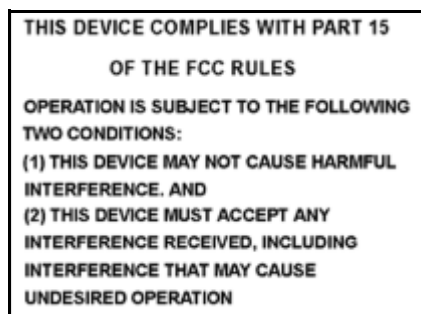 THIS DEVICE COMPLIES WITH PART 15
OF THE FCC RULES
OPERATION IS SUBJECT TO THE FOLLOWING
TWO CONDITIONS:
(1) THIS DEVICE MAY NOT CAUSE HARMFUL
INTERFERENCE. AND
(2) THIS DEVICE MUST ACCEPT ANY
INTERFERENCE RECEIVED, INCLUDING
INTERFERENCE THAT MAY CAUSE
UNDESIRED OPERATION